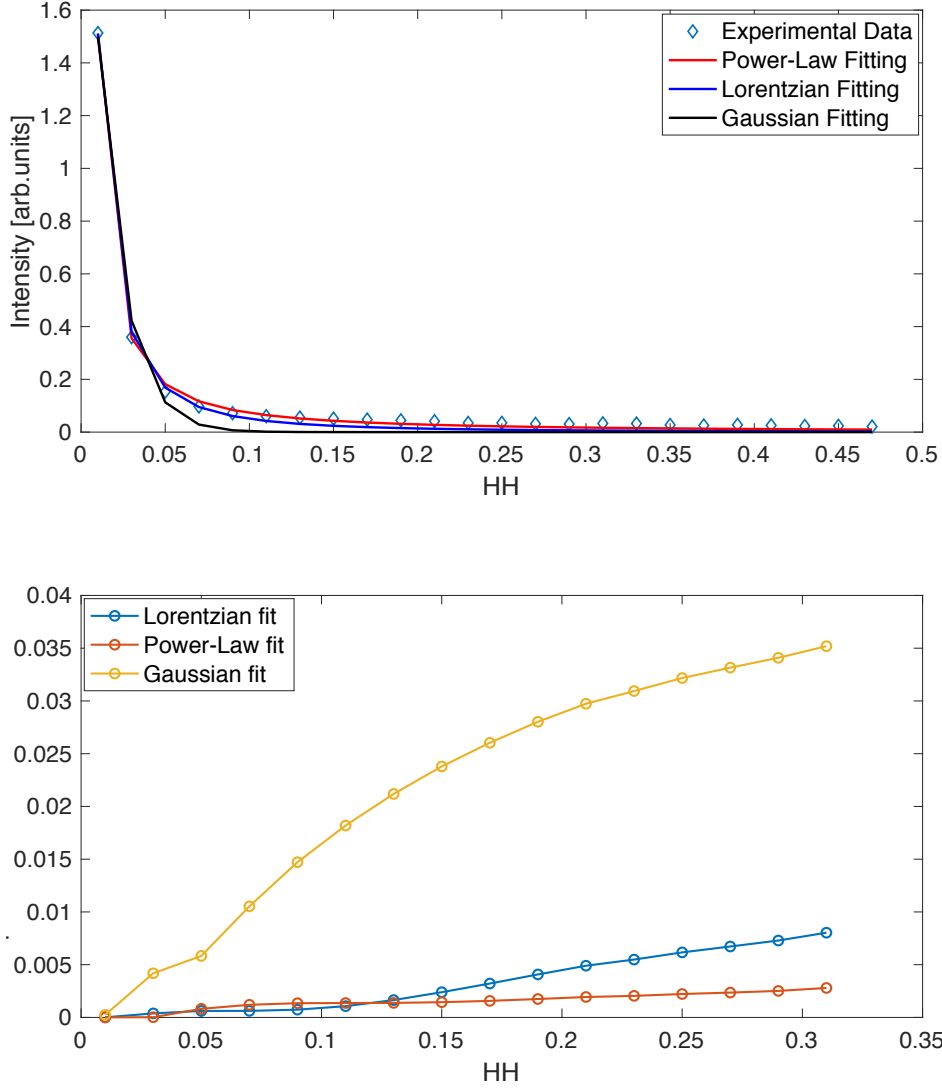 1.6
1.4
1.2
1
0.8
0.6
0.4
0.2
0
Intensity [arb.units]
Experimental Data
Power-Law Fitting
Lorentzian Fitting
Gaussian Fitting
0 0.05 0.1 0.15 0.2 0.25 0.3 0.35 0.4 0.45 0.5
HH
0.04
0.035
0.03
0.025
0.02
0.015
0.01
0.005
0
Lorentzian fit
Power-Law fit
Gaussian fit
0 0.05 0.1 0.15 0.2 0.25 0.3 0.35
HH